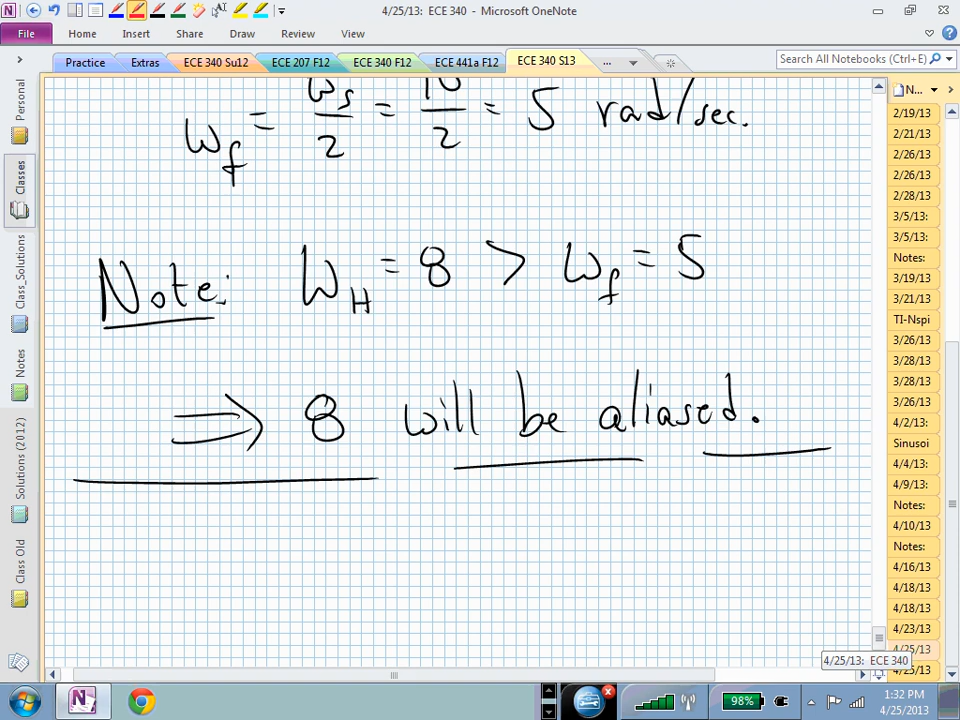 4/25/13: ECE 340 - Microsoft OneNote
File Home Insert Share Draw Review View
Practice Extras ECE 340 Su12 ECE 207 F12 ECE 340 F12 ECE 441a F12 ECE 340 S13 ... Search All Notebooks (Ctrl+E)
N...
Personal
Classes
Class_Solutions
Notes
Solutions (2012)
Class Old
ωf = ωs/2 = 10/2 = 5 rad/sec.
Note: ωH = 8 > ωf = 5
⇒ 8 will be aliased.
2/19/13
2/21/13
2/26/13
2/26/13
2/28/13
3/5/13:
3/5/13:
Notes:
3/19/13
3/21/13
TI-Nspi
3/26/13
3/28/13
3/28/13
3/26/13
4/2/13:
Sinusoi
4/4/13:
4/9/13:
Notes:
4/10/13
Notes:
4/16/13
4/18/13
4/18/13
4/23/13
4/25/13
4/25/13: ECE 340
4/25/13
98%
1:32 PM
4/25/2013